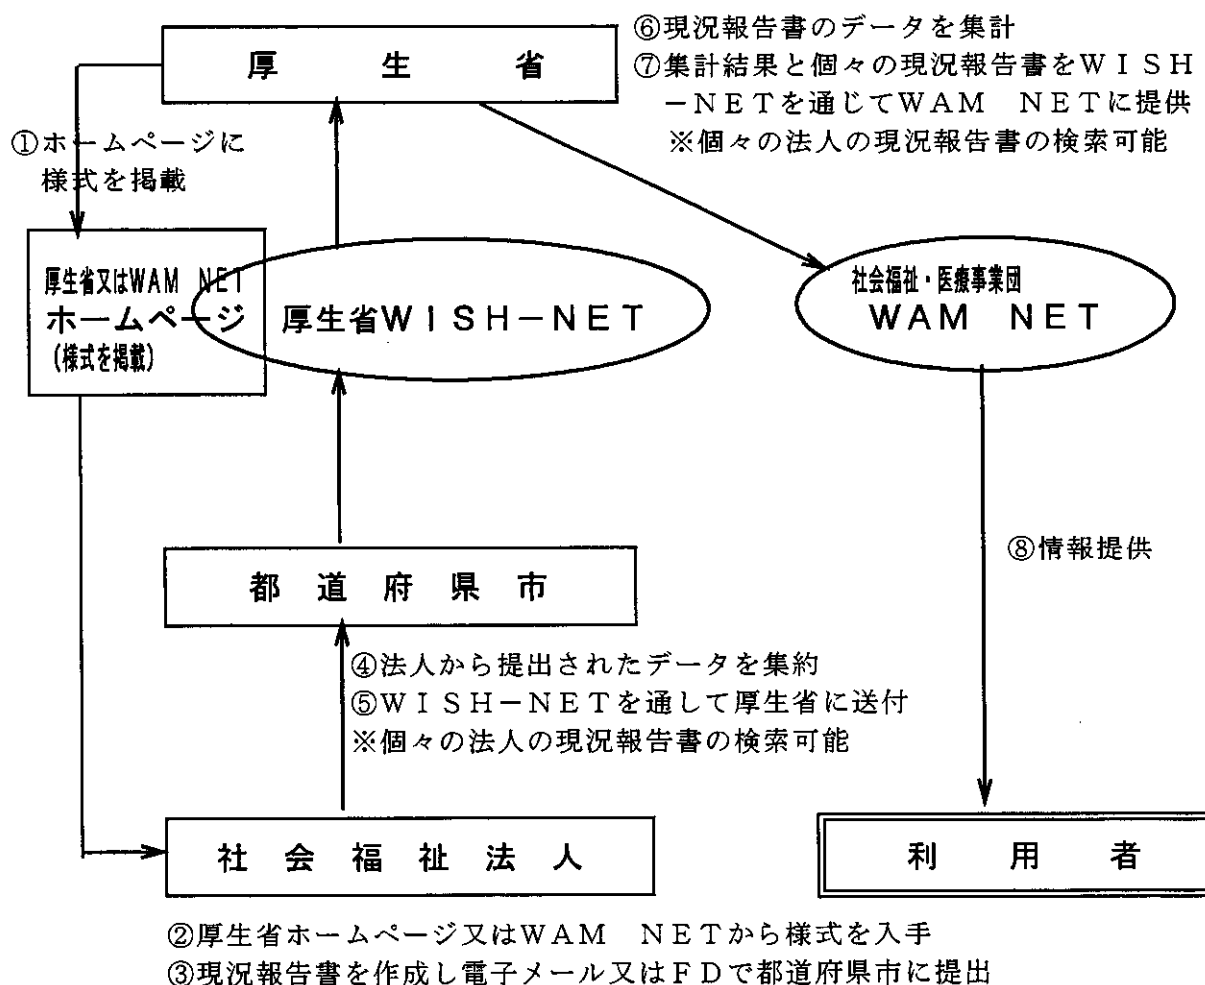 ⑥現況報告書のデータを集計
厚　生　省
⑦集計結果と個々の現況報告書をＷＩＳＨ
－ＮＥＴを通じてＷＡＭ　ＮＥＴに提供
※個々の法人の現況報告書の検索可能
①ホームページに
様式を掲載
厚生省又はWAM　NET
ホームページ
(様式を掲載)
厚生省ＷＩＳＨ－ＮＥＴ
社会福祉・医療事業団
ＷＡＭ　ＮＥＴ
⑧情報提供
都　道　府　県　市
④法人から提出されたデータを集約
⑤ＷＩＳＨ－ＮＥＴを通して厚生省に送付
※個々の法人の現況報告書の検索可能
社　会　福　祉　法　人
利　用　者
②厚生省ホームページ又はＷＡＭ　ＮＥＴから様式を入手
③現況報告書を作成し電子メール又はＦＤで都道府県市に提出